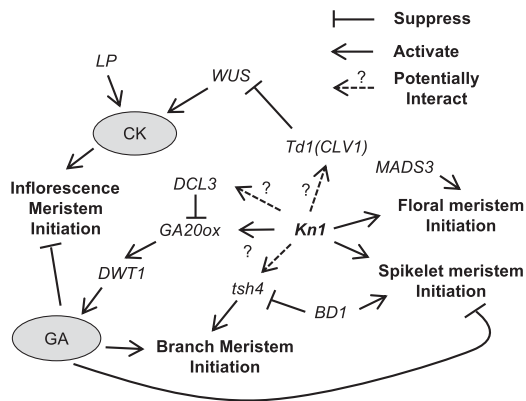 Suppress
Activate
?
Potentially
Interact
LP
WUS
CK
Td1(CLV1)
MADS3
DCL3
?
?
Inflorescence
Meristem
Initiation
Floral meristem
Initiation
GA20ox
Kn1
?
DWT1
tsh4
Spikelet meristem
Initiation
BD1
GA
Branch Meristem
Initiation